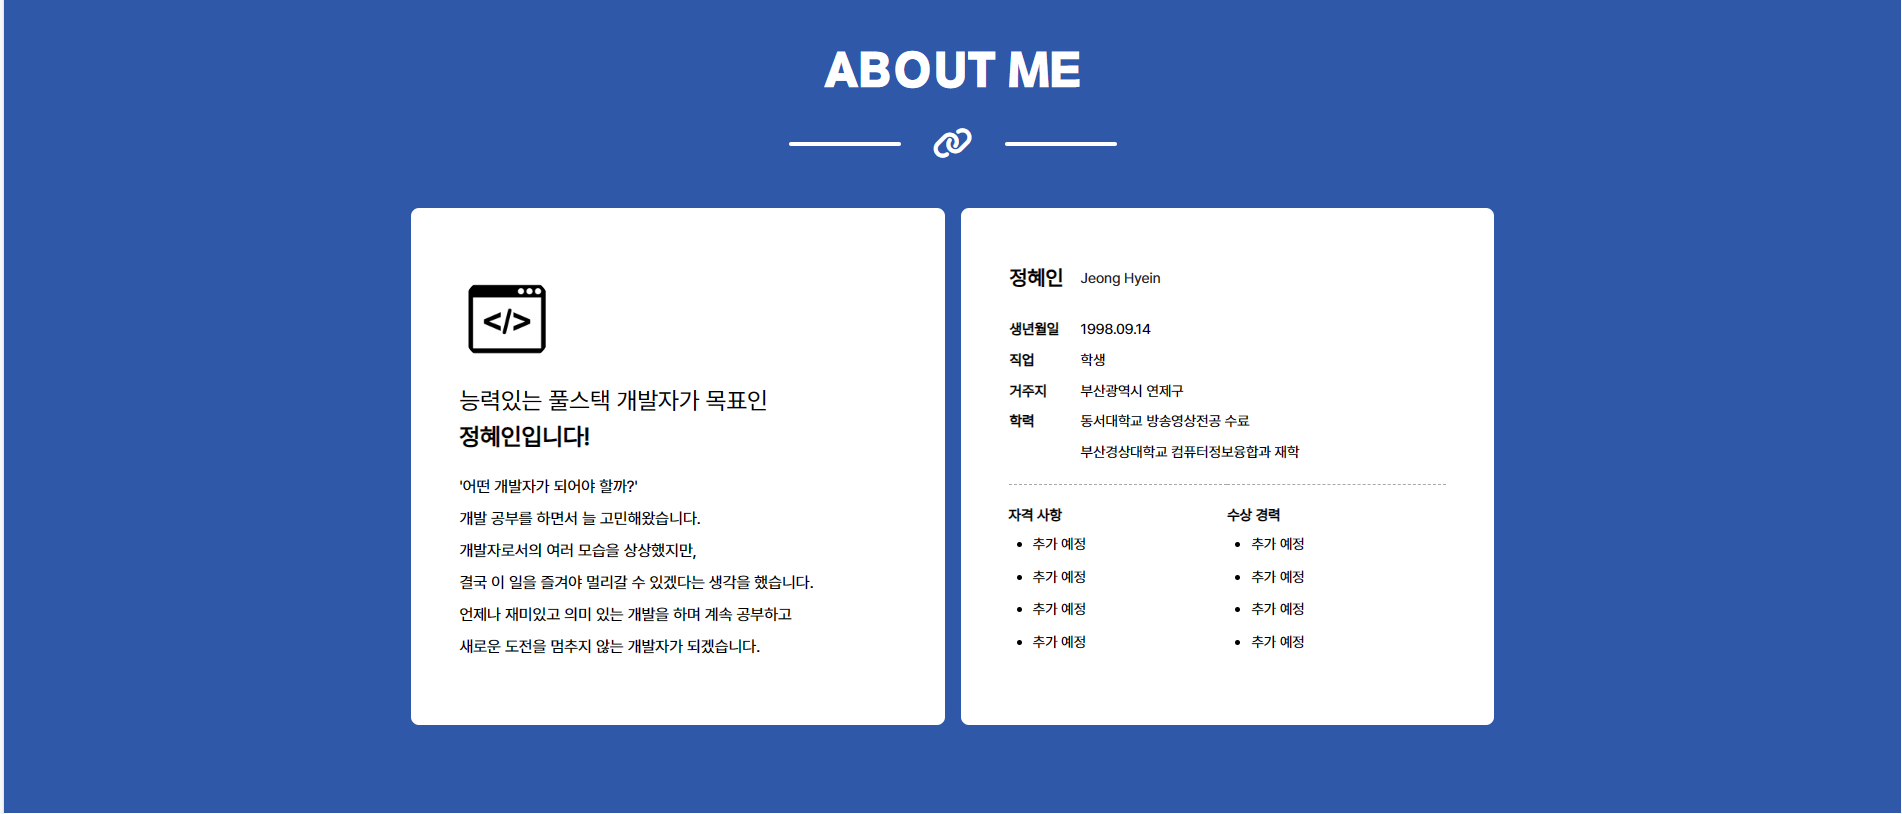 ABOUT ME
</>
능력있는 풀스택 개발자가 목표인
정혜인입니다!
'어떤 개발자가 되어야 할까?'
개발 공부를 하면서 늘 고민해왔습니다.
개발자로서의 여러 모습을 상상했지만,
결국 이 일을 즐겨야 멀리갈 수 있겠다는 생각을 했습니다.
언제나 재미있고 의미 있는 개발을 하며 계속 공부하고
새로운 도전을 멈추지 않는 개발자가 되겠습니다.
정혜인 Jeong Hyein
생년월일 1998.09.14
직업 학생
거주지 부산광역시 연제구
학력 동서대학교 방송영상전공 수료
부산경상대학교 컴퓨터정보융합과 재학
자격 사항
• 추가 예정
• 추가 예정
• 추가 예정
• 추가 예정
수상 경력
• 추가 예정
• 추가 예정
• 추가 예정
• 추가 예정